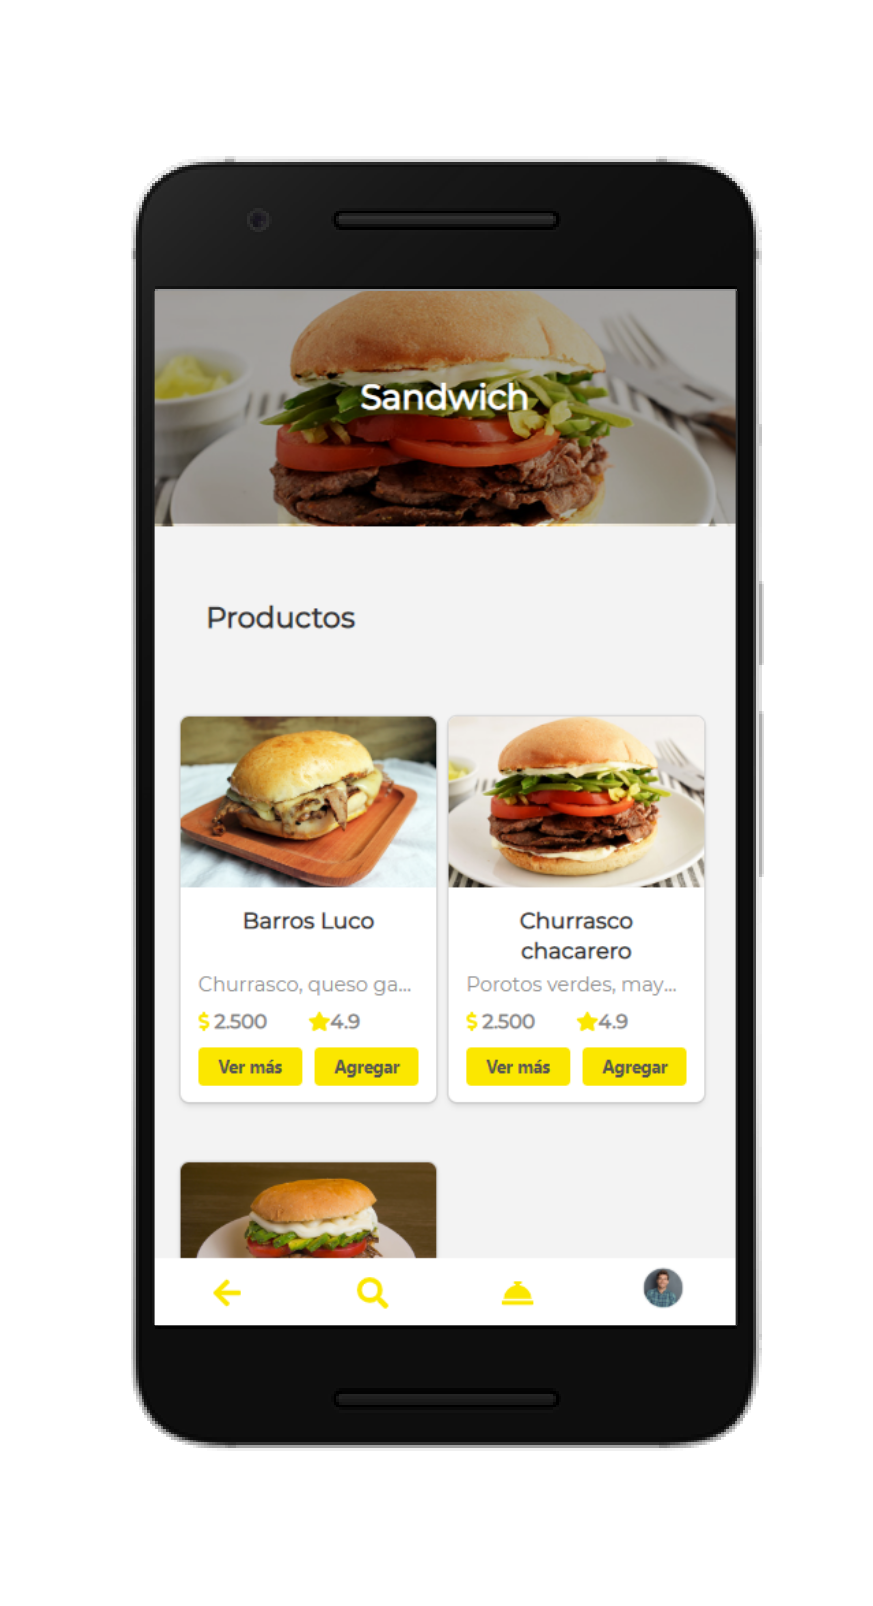 Sandwich
Productos
Barros Luco
Churrasco, queso ga...
$ 2.500 4.9
Ver más Agregar
Churrasco
chacarero
Porotos verdes, may...
$ 2.500 4.9
Ver más Agregar